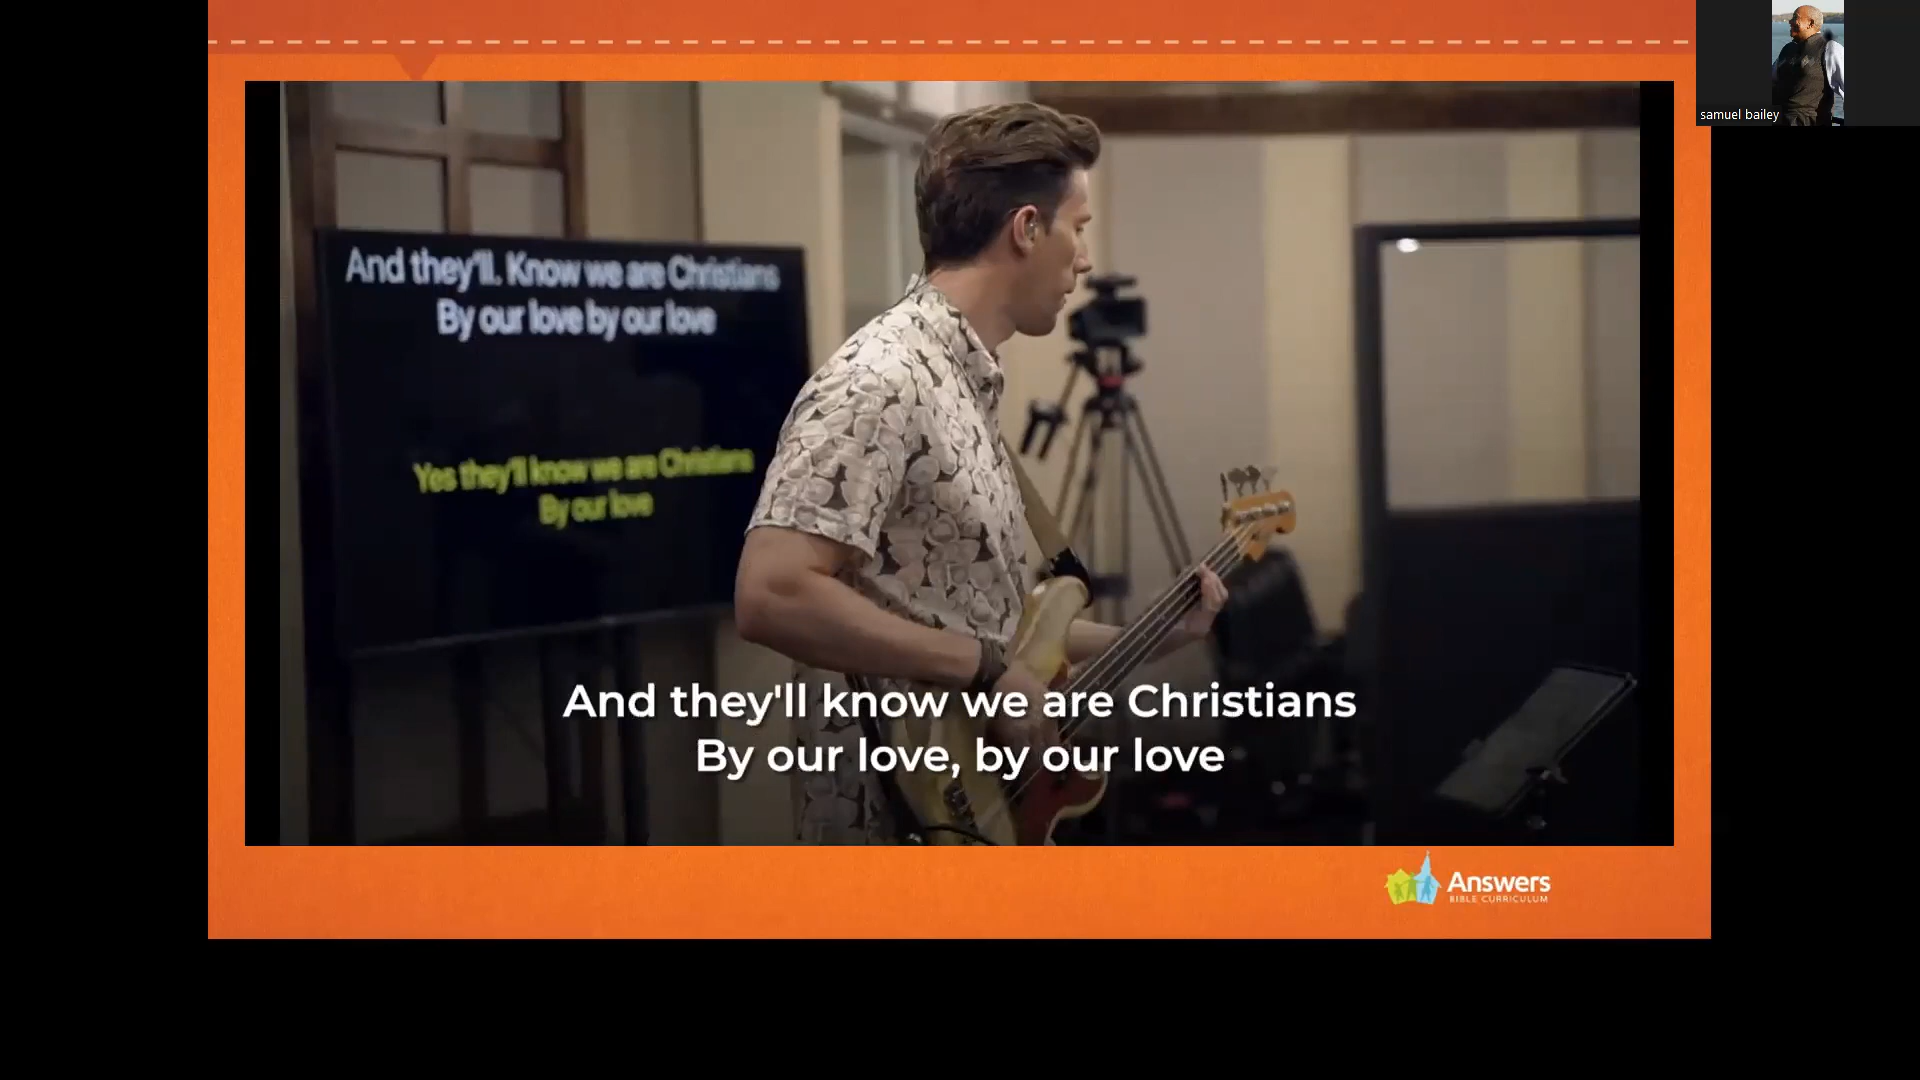 samuel bailey
And they'll. Know we are Christians
By our love by our love
Yes they'll know we are Christians
By our love
And they'll know we are Christians
By our love, by our love
Answers
BIBLE CURRICULUM